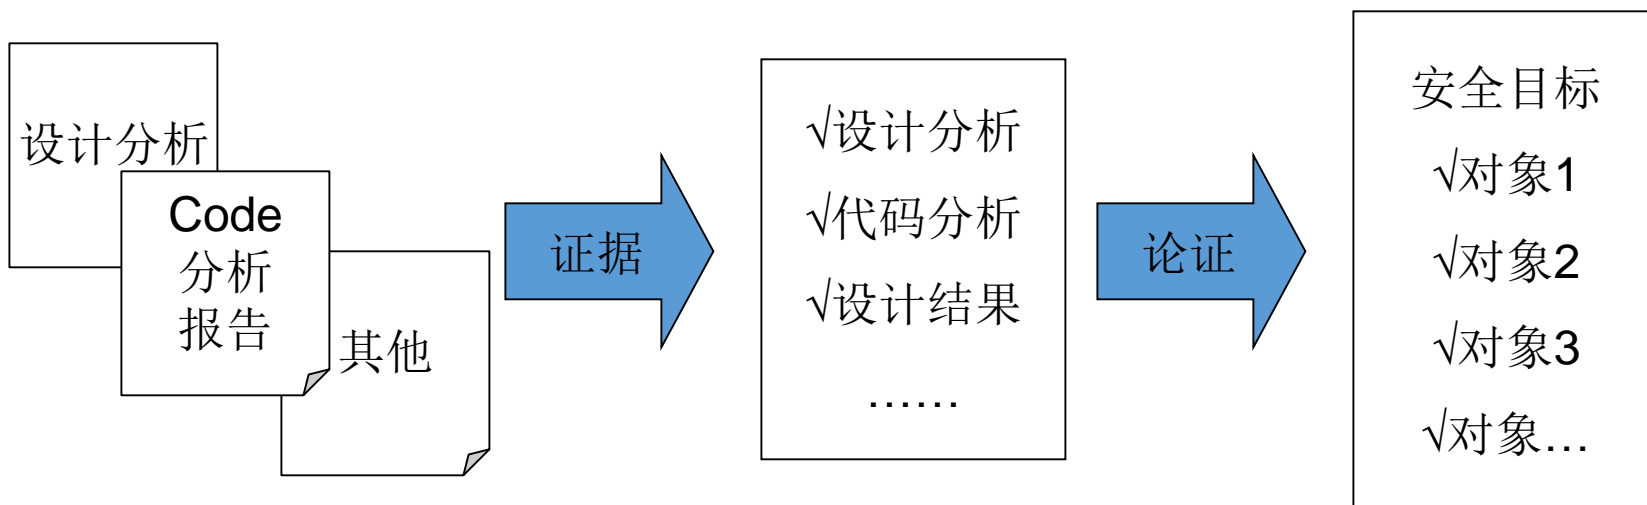 设计分析
Code
分析
报告
其他
证据
√设计分析
√代码分析
√设计结果
……
论证
安全目标
√对象1
√对象2
√对象3
√对象…